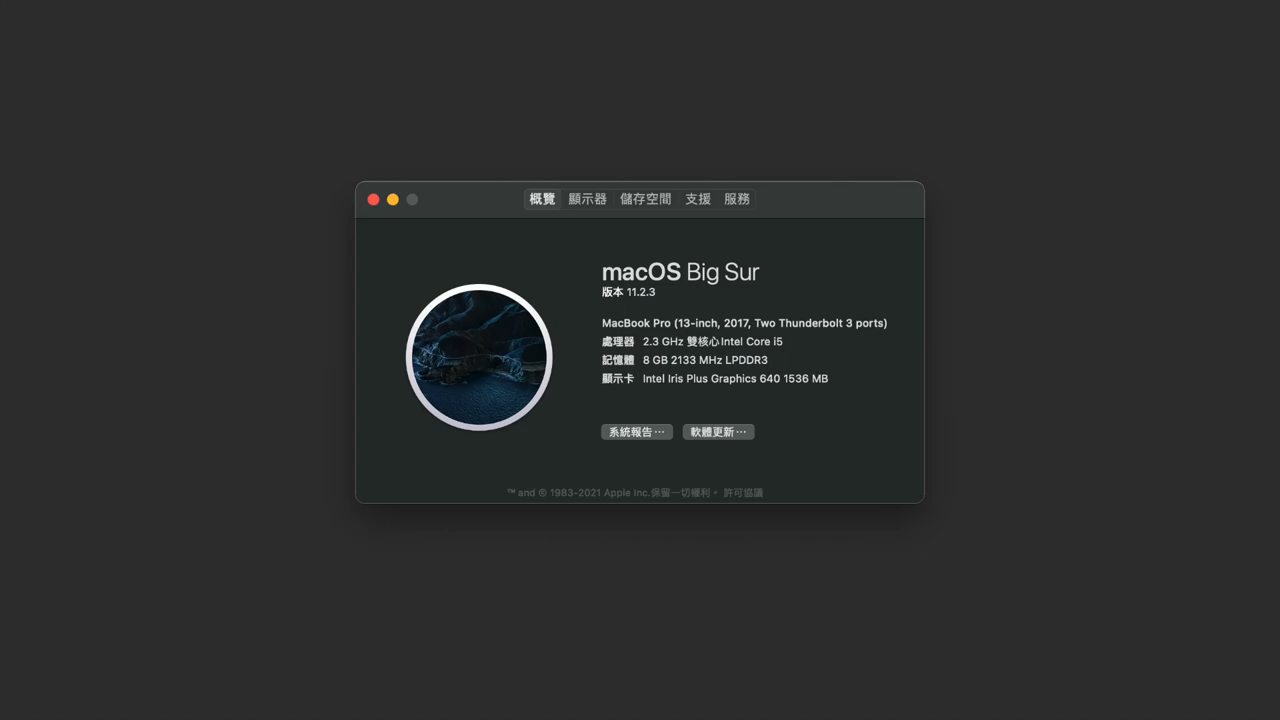 概覽 顯示器 儲存空間 支援 服務
macOS Big Sur
版本 11.2.3
MacBook Pro (13-inch, 2017, Two Thunderbolt 3 ports)
處理器 2.3 GHz 雙核心Intel Core i5
記憶體 8 GB 2133 MHz LPDDR3
顯示卡 Intel Iris Plus Graphics 640 1536 MB
系統報告⋯ 軟體更新⋯
™ and © 1983-2021 Apple Inc.保留一切權利。 許可協議